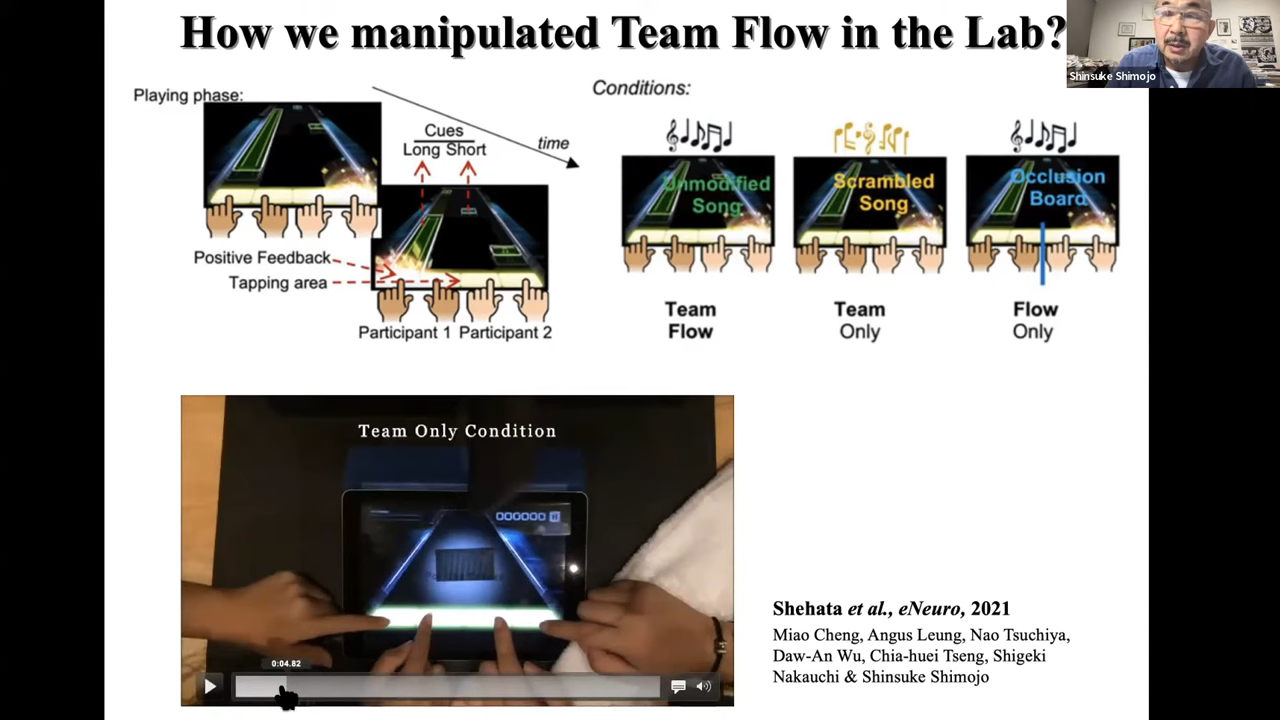 How we manipulated Team Flow in the Lab?
Shinsuke Shimojo
Playing phase:
Cues
Long Short
time
Positive Feedback
Tapping area
Participant 1 Participant 2
Conditions:
Unmodified
Song
Scrambled
Song
Occlusion
Board
Team
Flow
Team
Only
Flow
Only
Team Only Condition
000000
0:04.82
Shehata et al., eNeuro, 2021
Miao Cheng, Angus Leung, Nao Tsuchiya,
Daw-An Wu, Chia-huei Tseng, Shigeki
Nakauchi & Shinsuke Shimojo